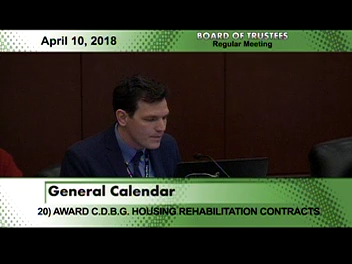 April 10, 2018
BOARD OF TRUSTEES
Regular Meeting
General Calendar
20) AWARD C.D.B.G. HOUSING REHABILITATION CONTRACTS